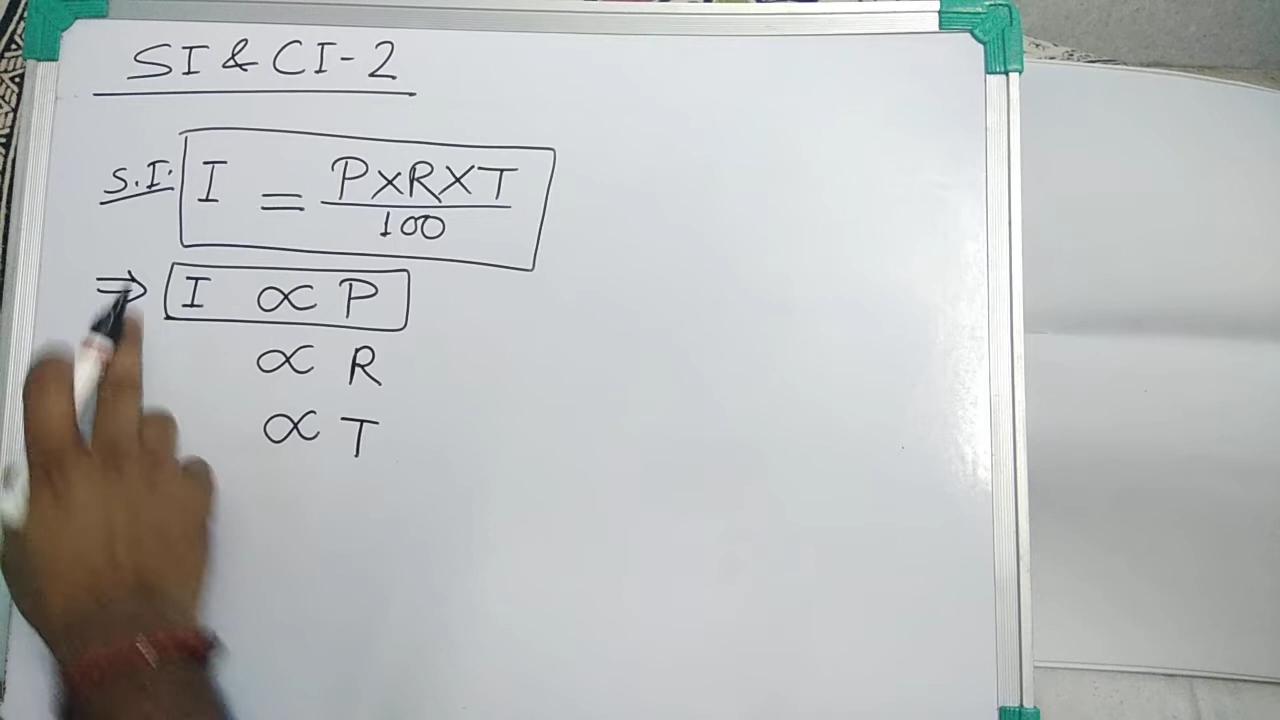 SI & CI-2
S.I. I = P×R×T
100
⇒ I ∝ P
∝ R
∝ T